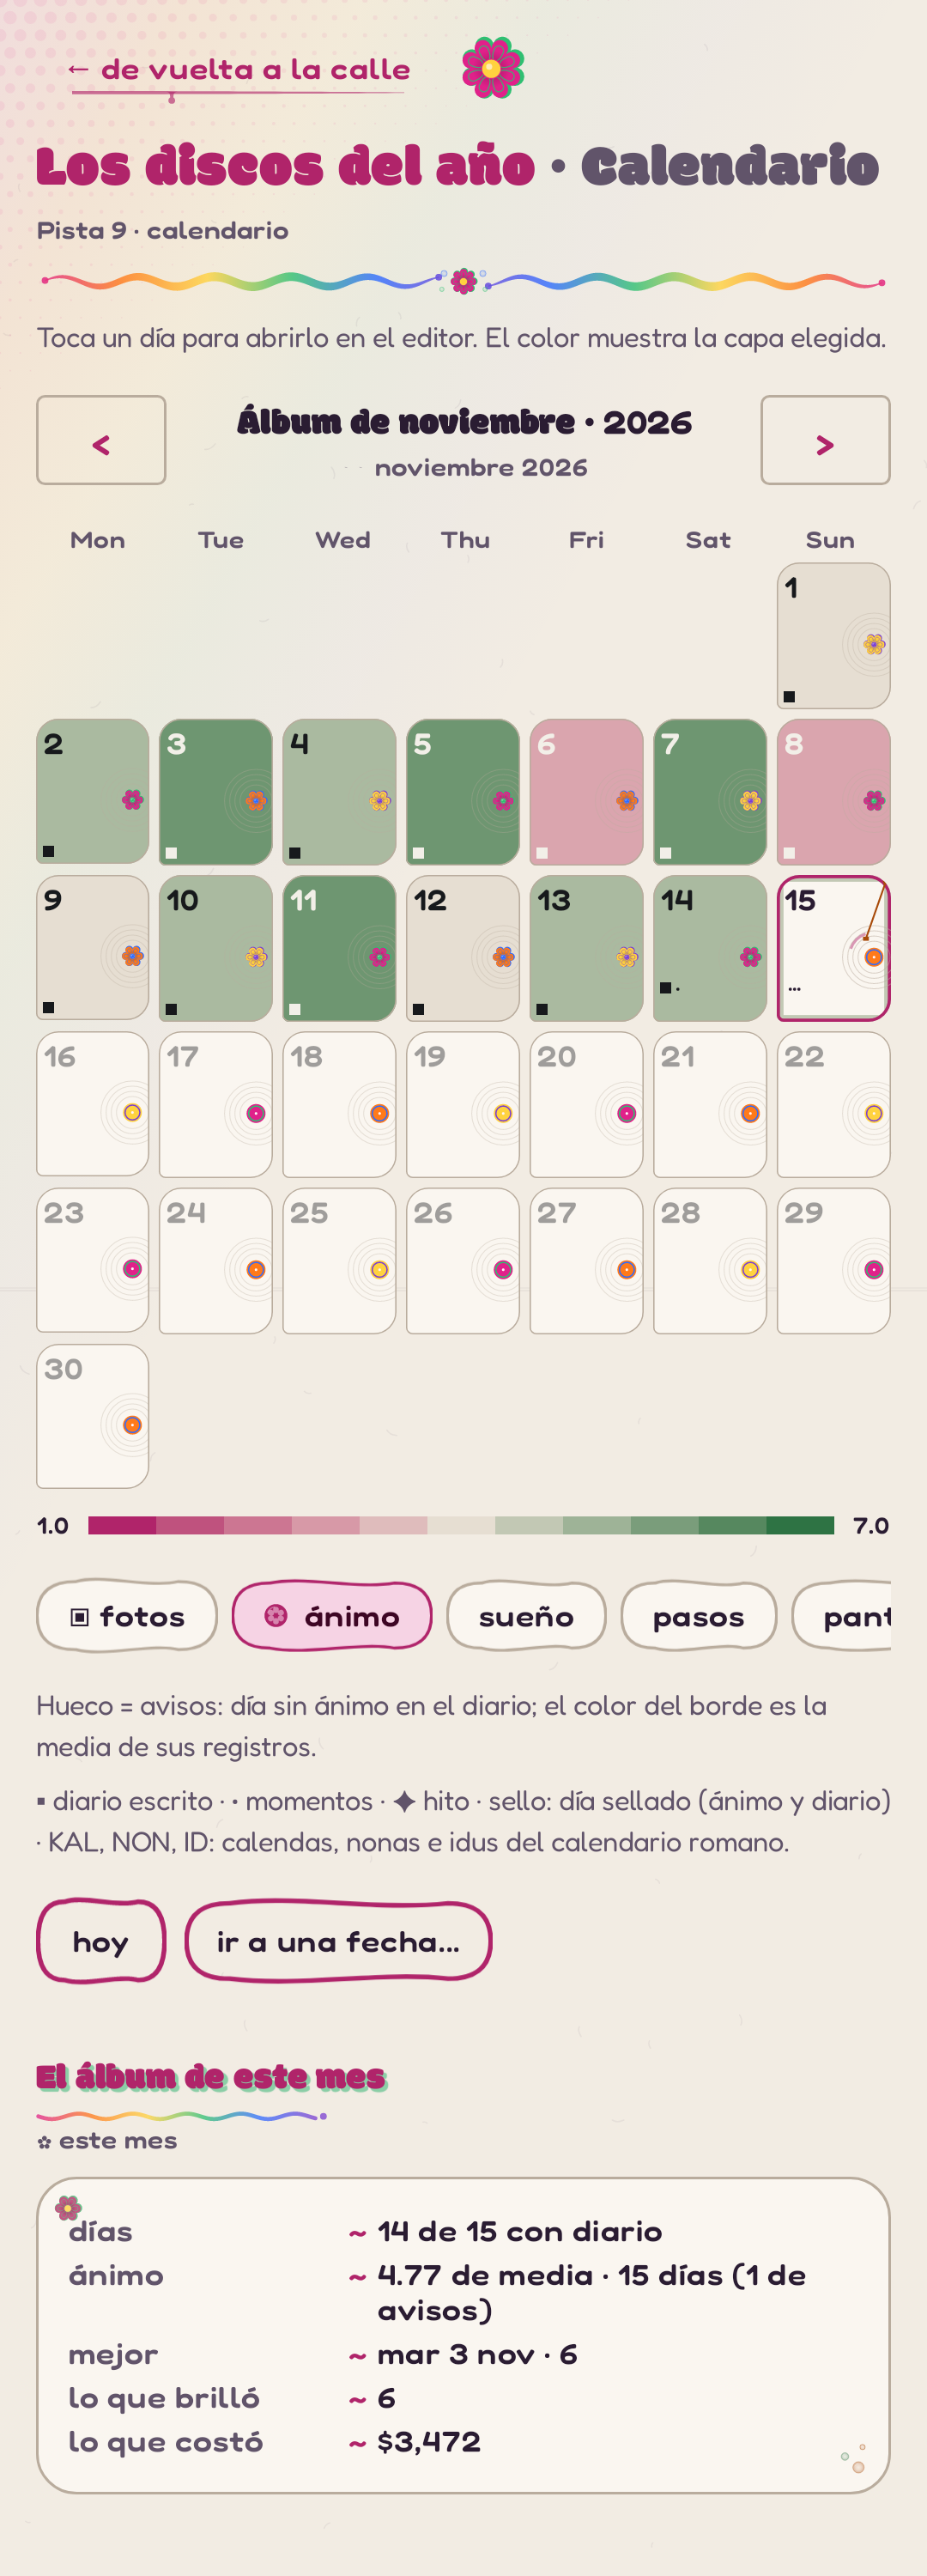 ← de vuelta a la calle
Los discos del año · Calendario
Pista 9 · calendario
Toca un día para abrirlo en el editor. El color muestra la capa elegida.
<
Álbum de noviembre · 2026
noviembre 2026
>
Mon Tue Wed Thu Fri Sat Sun
1
2 3 4 5 6 7 8
9 10 11 12 13 14 15
■ .
...
16 17 18 19 20 21 22
23 24 25 26 27 28 29
30
1.0 7.0
▣ fotos ánimo sueño pasos pant
Hueco = avisos: día sin ánimo en el diario; el color del borde es la
media de sus registros.
▪ diario escrito · • momentos · ✦ hito · sello: día sellado (ánimo y diario)
· KAL, NON, ID: calendas, nonas e idus del calendario romano.
hoy ir a una fecha...
El álbum de este mes
✿ este mes
días ~ 14 de 15 con diario
ánimo ~ 4.77 de media · 15 días (1 de
avisos)
mejor ~ mar 3 nov · 6
lo que brilló ~ 6
lo que costó ~ $3,472